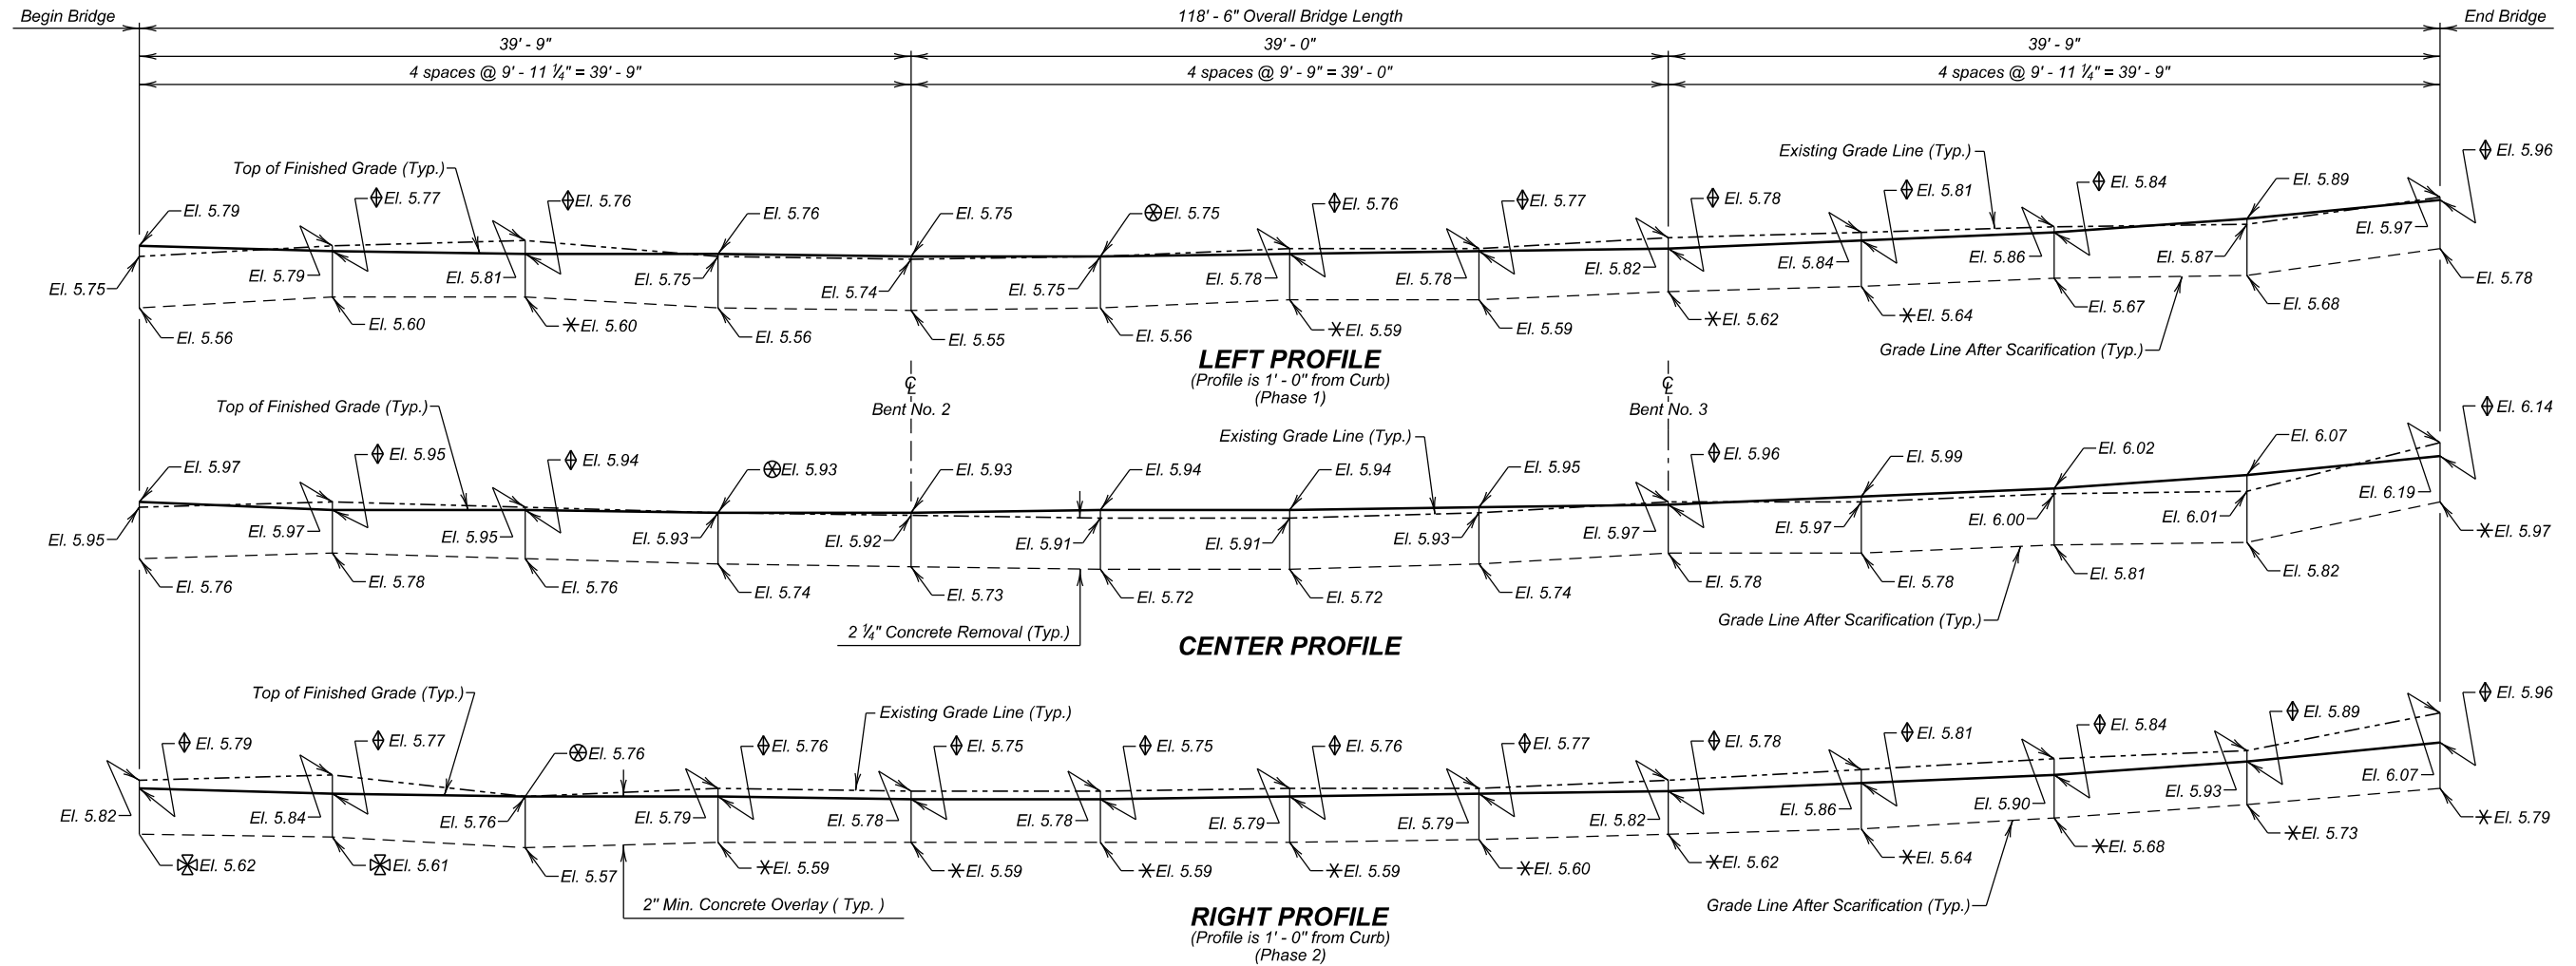 Begin Bridge
118' - 6" Overall Bridge Length
End Bridge
39' - 9"
39' - 0"
39' - 9"
4 spaces @ 9' - 11 ¼" = 39' - 9"
4 spaces @ 9' - 9" = 39' - 0"
4 spaces @ 9' - 11 ¼" = 39' - 9"
Top of Finished Grade (Typ.)
Existing Grade Line (Typ.)
El. 5.79
El. 5.77
El. 5.76
El. 5.76
El. 5.75
El. 5.75
El. 5.76
El. 5.77
El. 5.78
El. 5.81
El. 5.84
El. 5.89
El. 5.96
El. 5.75
El. 5.79
El. 5.81
El. 5.75
El. 5.74
El. 5.75
El. 5.78
El. 5.78
El. 5.82
El. 5.84
El. 5.86
El. 5.87
El. 5.97
El. 5.56
El. 5.60
El. 5.60
El. 5.56
El. 5.55
El. 5.56
El. 5.59
El. 5.59
El. 5.62
El. 5.64
El. 5.67
El. 5.68
El. 5.78
Grade Line After Scarification (Typ.)
LEFT PROFILE
(Profile is 1' - 0" from Curb)
(Phase 1)
℄
Bent No. 2
℄
Bent No. 3
Top of Finished Grade (Typ.)
Existing Grade Line (Typ.)
El. 5.97
El. 5.95
El. 5.94
El. 5.93
El. 5.93
El. 5.94
El. 5.94
El. 5.95
El. 5.96
El. 5.99
El. 6.02
El. 6.07
El. 6.14
El. 5.95
El. 5.97
El. 5.95
El. 5.93
El. 5.92
El. 5.91
El. 5.91
El. 5.93
El. 5.97
El. 5.97
El. 6.00
El. 6.01
El. 6.19
El. 5.76
El. 5.78
El. 5.76
El. 5.74
El. 5.73
El. 5.72
El. 5.72
El. 5.74
El. 5.78
El. 5.78
El. 5.81
El. 5.82
El. 5.97
2 ¼" Concrete Removal (Typ.)
Grade Line After Scarification (Typ.)
CENTER PROFILE
Top of Finished Grade (Typ.)
Existing Grade Line (Typ.)
El. 5.79
El. 5.77
El. 5.76
El. 5.76
El. 5.75
El. 5.75
El. 5.76
El. 5.77
El. 5.78
El. 5.81
El. 5.84
El. 5.89
El. 5.96
El. 5.82
El. 5.84
El. 5.76
El. 5.79
El. 5.78
El. 5.78
El. 5.79
El. 5.79
El. 5.82
El. 5.86
El. 5.90
El. 5.93
El. 6.07
El. 5.62
El. 5.61
El. 5.57
El. 5.59
El. 5.59
El. 5.59
El. 5.59
El. 5.60
El. 5.62
El. 5.64
El. 5.68
El. 5.73
El. 5.79
2" Min. Concrete Overlay ( Typ. )
Grade Line After Scarification (Typ.)
RIGHT PROFILE
(Profile is 1' - 0" from Curb)
(Phase 2)